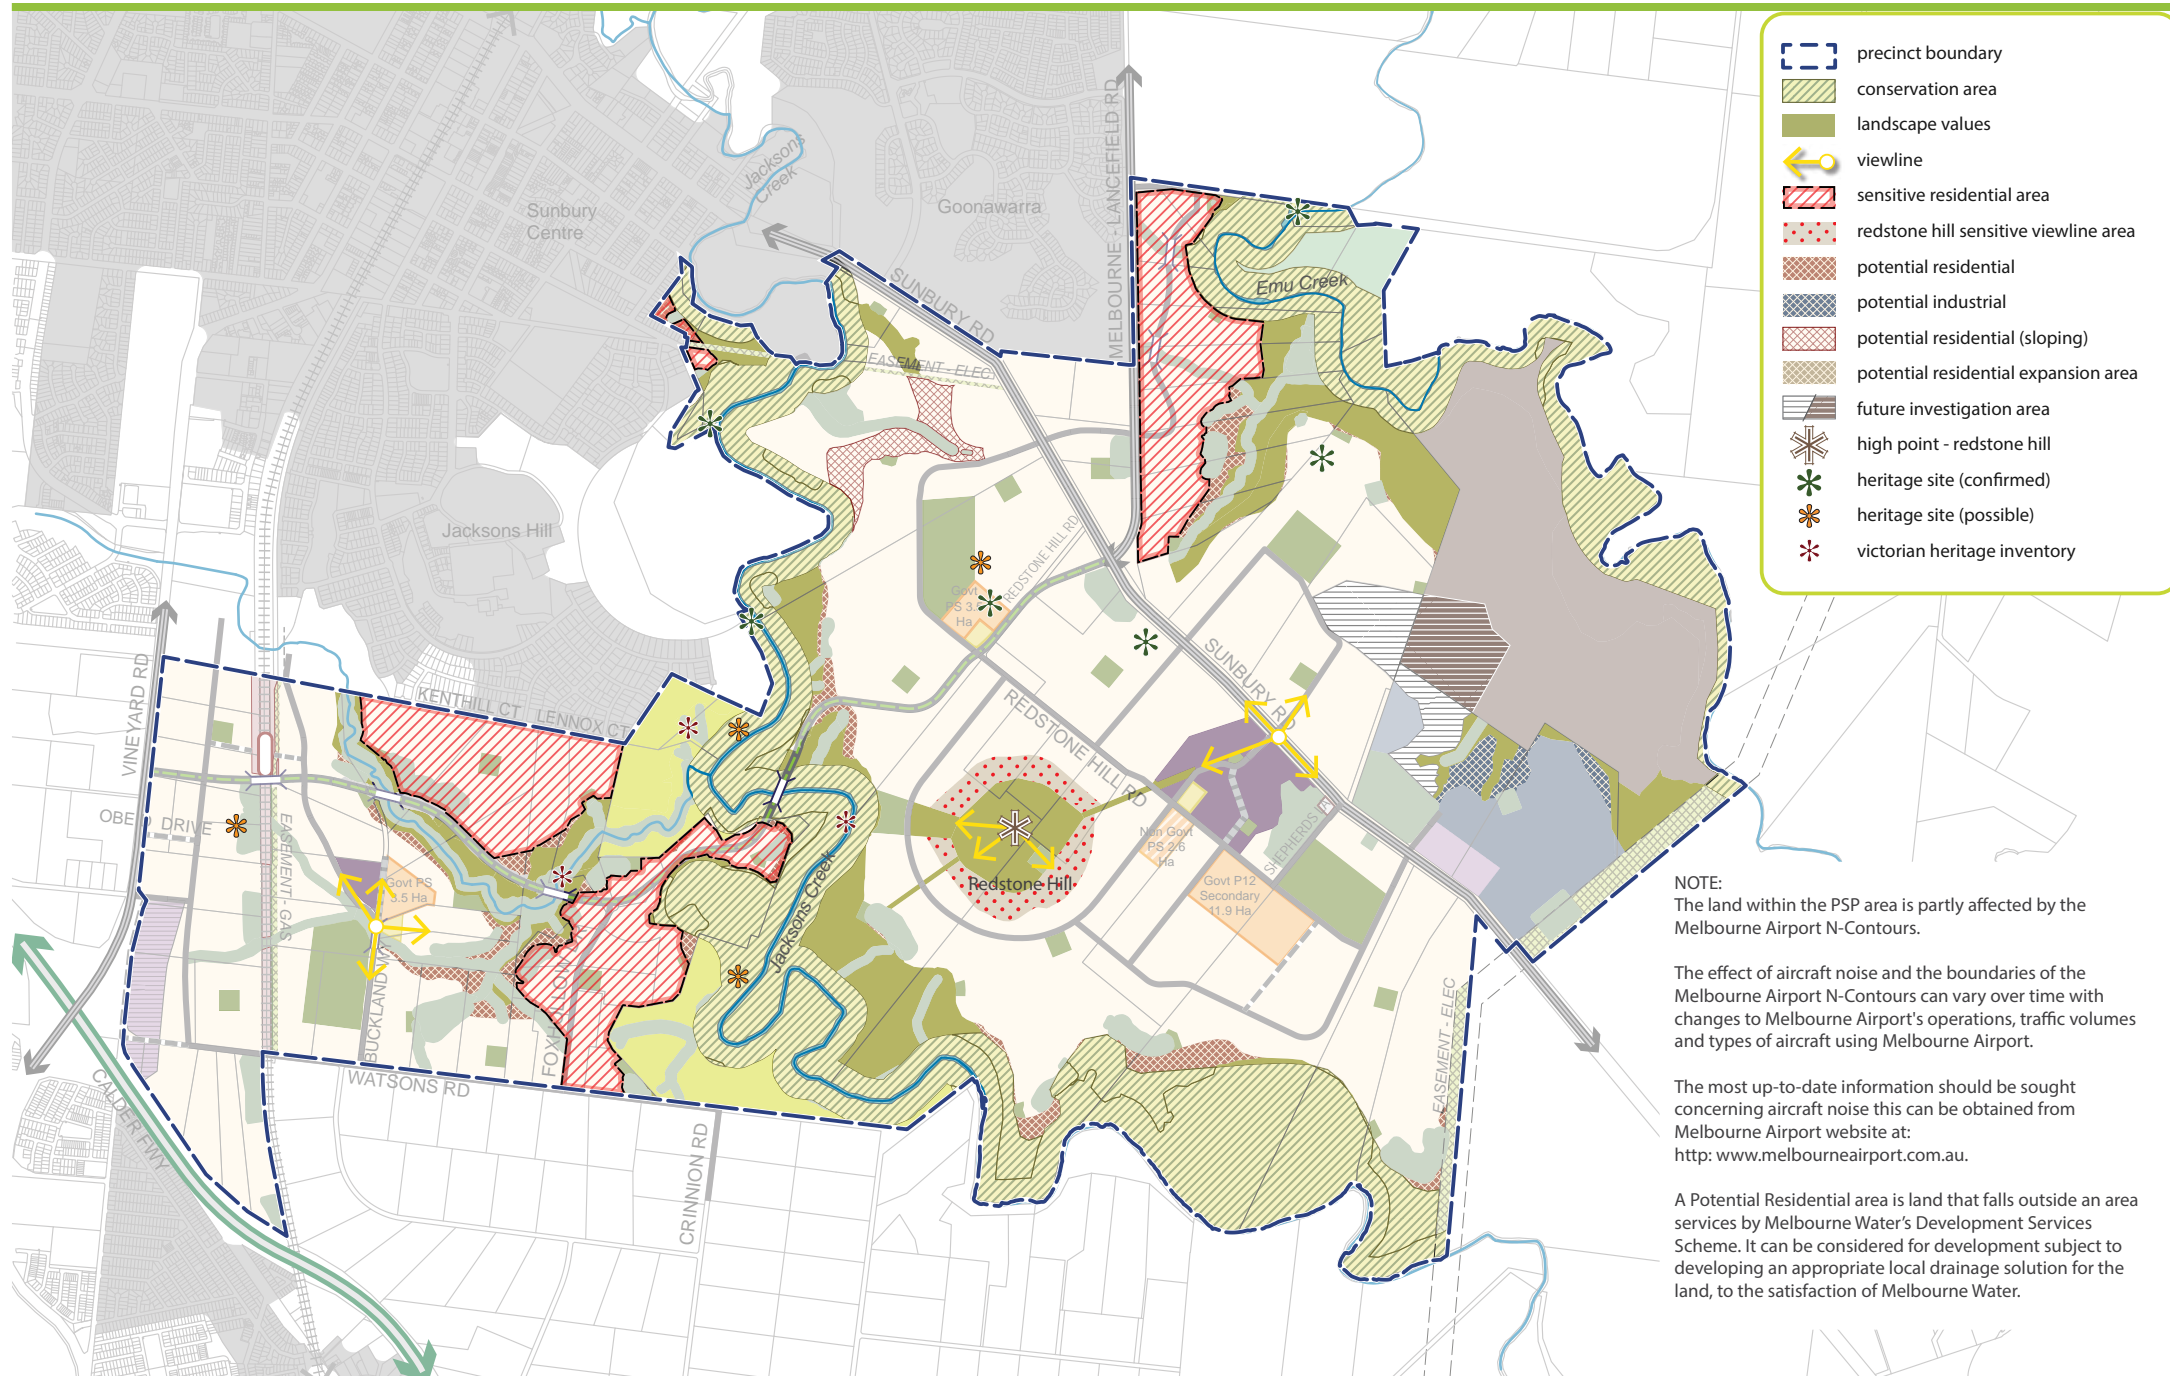 precinct boundary
conservation area
landscape values
viewline
sensitive residential area
redstone hill sensitive viewline area
potential residential
potential industrial
potential residential (sloping)
potential residential expansion area
future investigation area
high point - redstone hill
heritage site (confirmed)
heritage site (possible)
victorian heritage inventory
Jacksons
Creek
Sunbury
Centre
Goonawarra
MELBOURNE - LANCEFIELD RD
SUNBURY RD
EASEMENT - ELEC
Emu Creek
Jacksons Hill
REDSTONE HILL RD
Govt
PS 3.5
Ha
SUNBURY RD
REDSTONE HILL RD
VINEYARD RD
KENTHILL CT
LENNOX CT
EASEMENT - GAS
Govt PS
3.5 Ha
BUCKLAND
Jacksons Creek
Redstone Hill
Non Govt
PS 2.6
Ha
SHEPHERDS
Govt P12
Secondary
11.9 Ha
EASEMENT - ELEC
WATSONS RD
CALDER FWY
CRINNION RD
NOTE:
The land within the PSP area is partly affected by the
Melbourne Airport N-Contours.
The effect of aircraft noise and the boundaries of the
Melbourne Airport N-Contours can vary over time with
changes to Melbourne Airport's operations, traffic volumes
and types of aircraft using Melbourne Airport.
The most up-to-date information should be sought
concerning aircraft noise this can be obtained from
Melbourne Airport website at:
http: www.melbourneairport.com.au.
A Potential Residential area is land that falls outside an area
services by Melbourne Water’s Development Services
Scheme. It can be considered for development subject to
developing an appropriate local drainage solution for the
land, to the satisfaction of Melbourne Water.